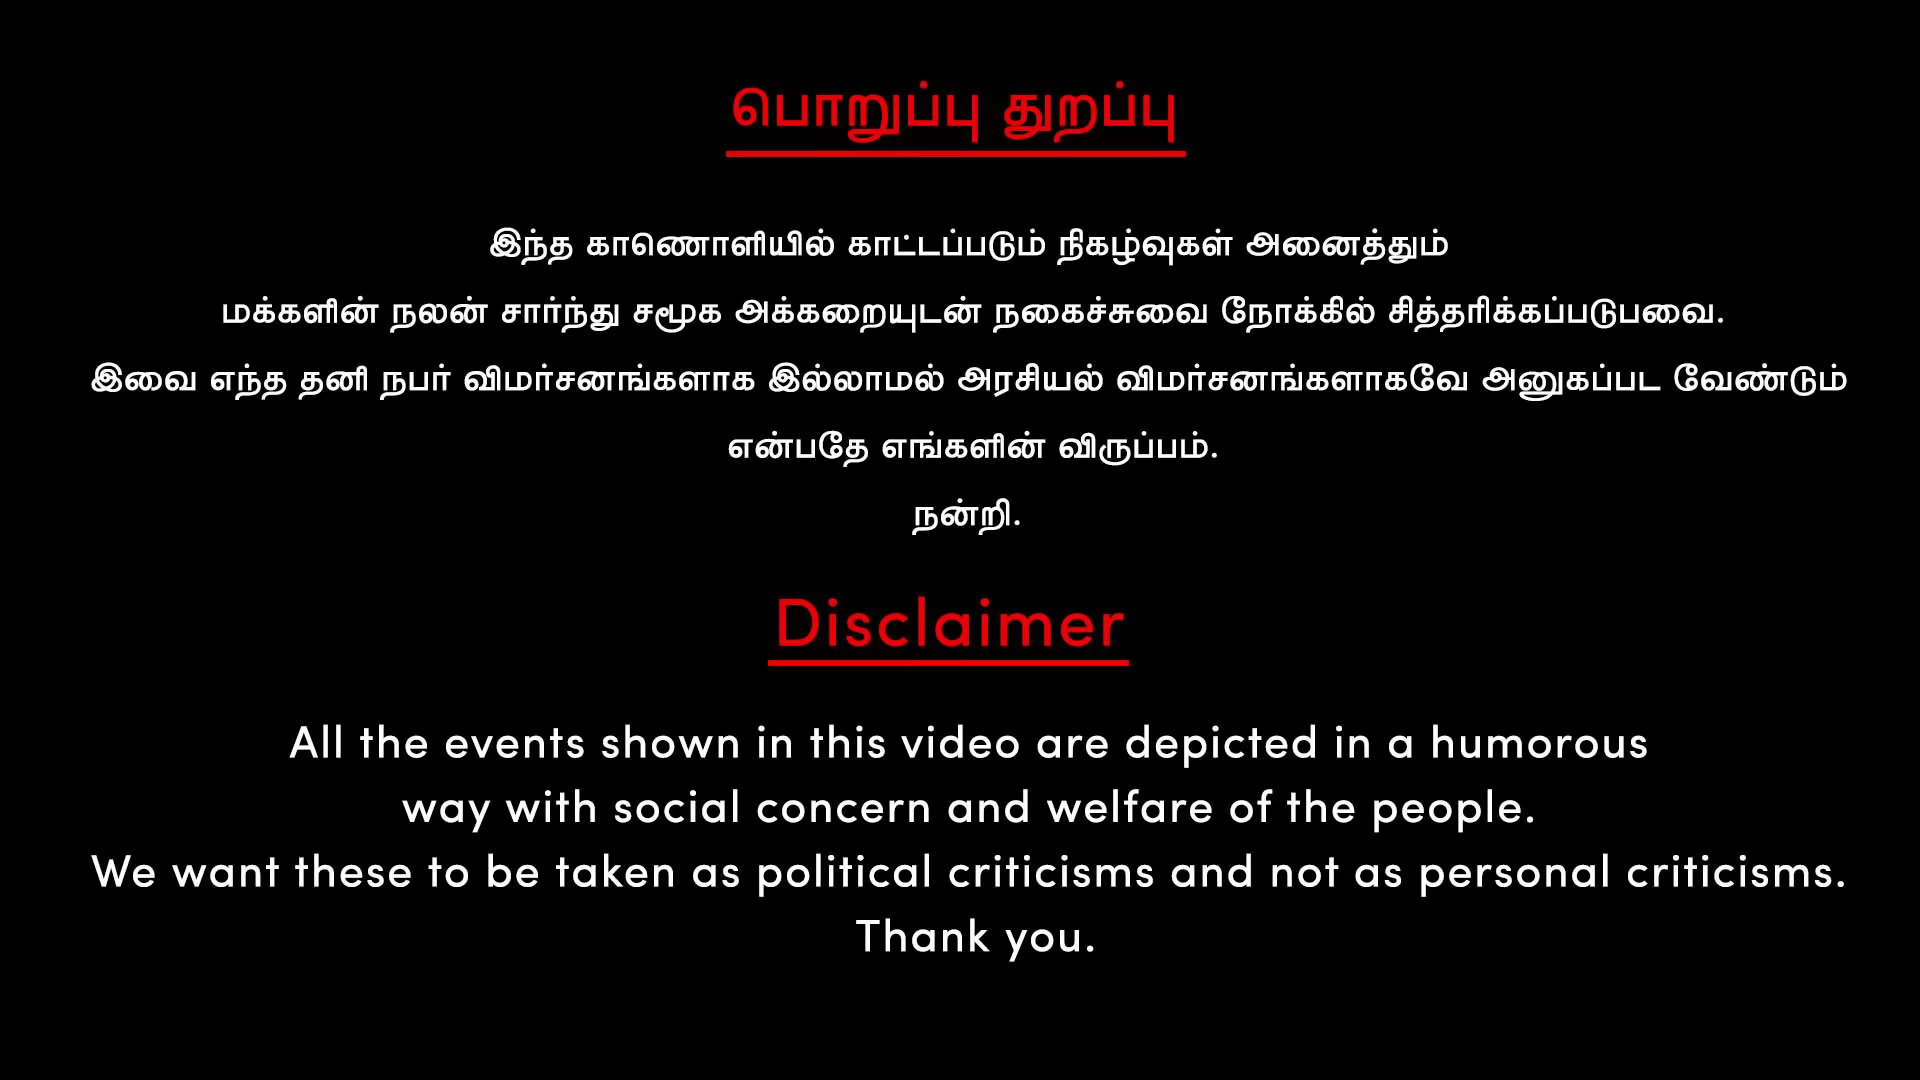 பொறுப்பு துறப்பு
இந்த காணொளியில் காட்டப்படும் நிகழ்வுகள் அனைத்தும்
மக்களின் நலன் சார்ந்து சமூக அக்கறையுடன் நகைச்சுவை நோக்கில் சித்தரிக்கப்படுபவை.
இவை எந்த தனி நபர் விமர்சனங்களாக இல்லாமல் அரசியல் விமர்சனங்களாகவே அனுகப்பட வேண்டும்
என்பதே எங்களின் விருப்பம்.
நன்றி.
Disclaimer
All the events shown in this video are depicted in a humorous
way with social concern and welfare of the people.
We want these to be taken as political criticisms and not as personal criticisms.
Thank you.